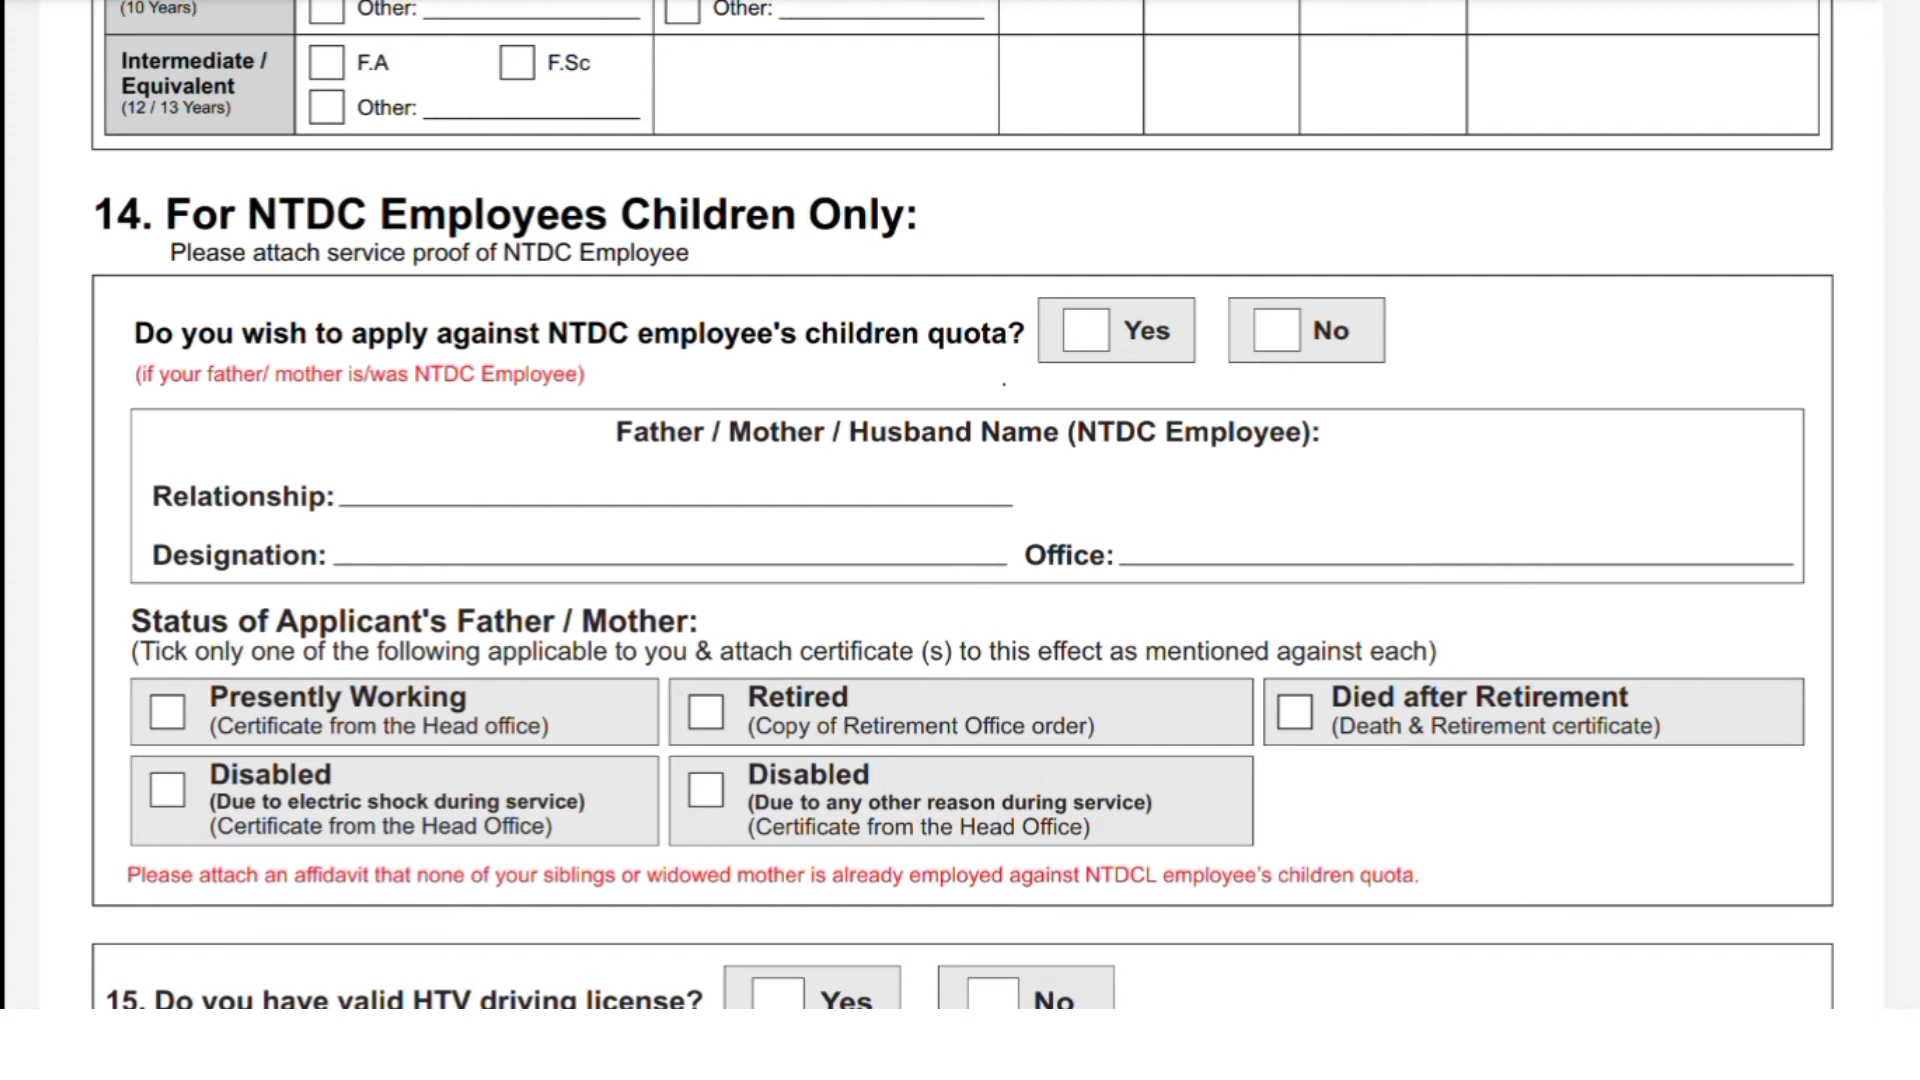 (10 Years) Other: Other:
Intermediate / Equivalent (12 / 13 Years)
F.A F.Sc
Other:
14. For NTDC Employees Children Only:
Please attach service proof of NTDC Employee
Do you wish to apply against NTDC employee's children quota? Yes No
(if your father/ mother is/was NTDC Employee)
Father / Mother / Husband Name (NTDC Employee):
Relationship:
Designation: Office:
Status of Applicant's Father / Mother:
(Tick only one of the following applicable to you & attach certificate (s) to this effect as mentioned against each)
Presently Working
(Certificate from the Head office)
Retired
(Copy of Retirement Office order)
Died after Retirement
(Death & Retirement certificate)
Disabled
(Due to electric shock during service)
(Certificate from the Head Office)
Disabled
(Due to any other reason during service)
(Certificate from the Head Office)
Please attach an affidavit that none of your siblings or widowed mother is already employed against NTDCL employee's children quota.
15. Do you have valid HTV driving license? Yes No